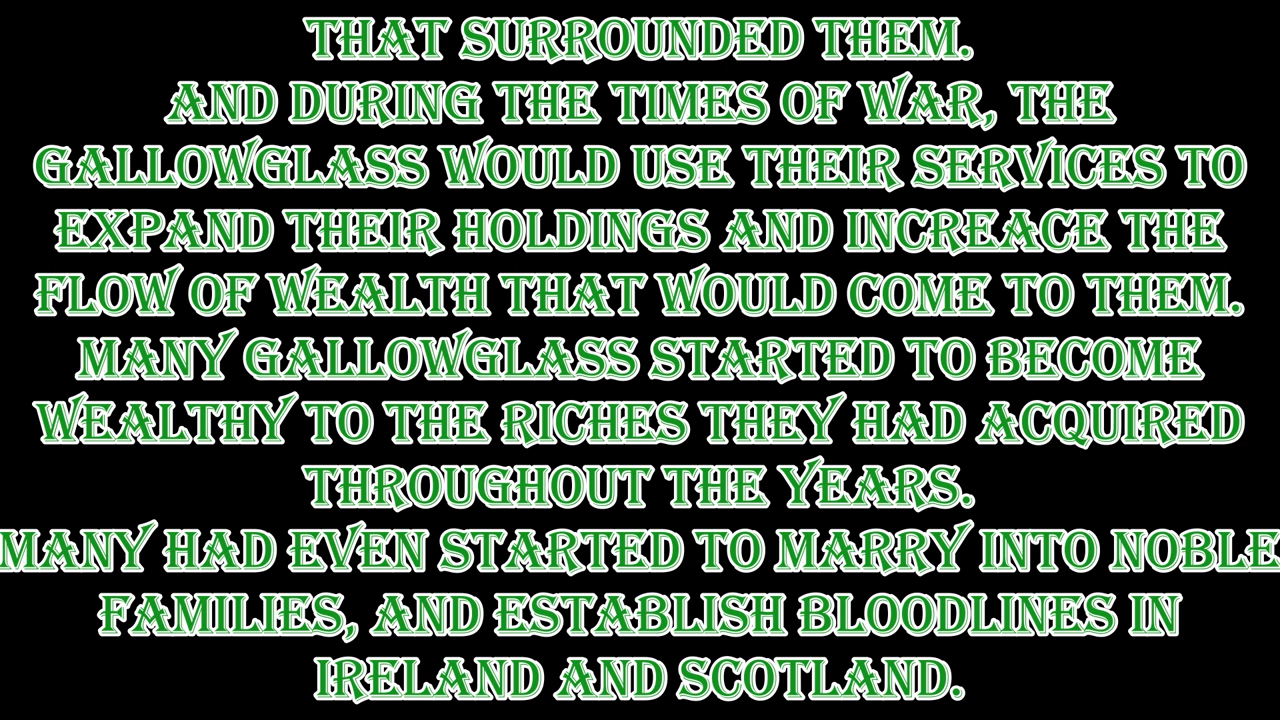 THAT SURROUNDED THEM.
AND DURING THE TIMES OF WAR, THE
GALLOWGLASS WOULD USE THEIR SERVICES TO
EXPAND THEIR HOLDINGS AND INCREACE THE
FLOW OF WEALTH THAT WOULD COME TO THEM.
MANY GALLOWGLASS STARTED TO BECOME
WEALTHY TO THE RICHES THEY HAD ACQUIRED
THROUGHOUT THE YEARS.
MANY HAD EVEN STARTED TO MARRY INTO NOBLE
FAMILIES, AND ESTABLISH BLOODLINES IN
IRELAND AND SCOTLAND.